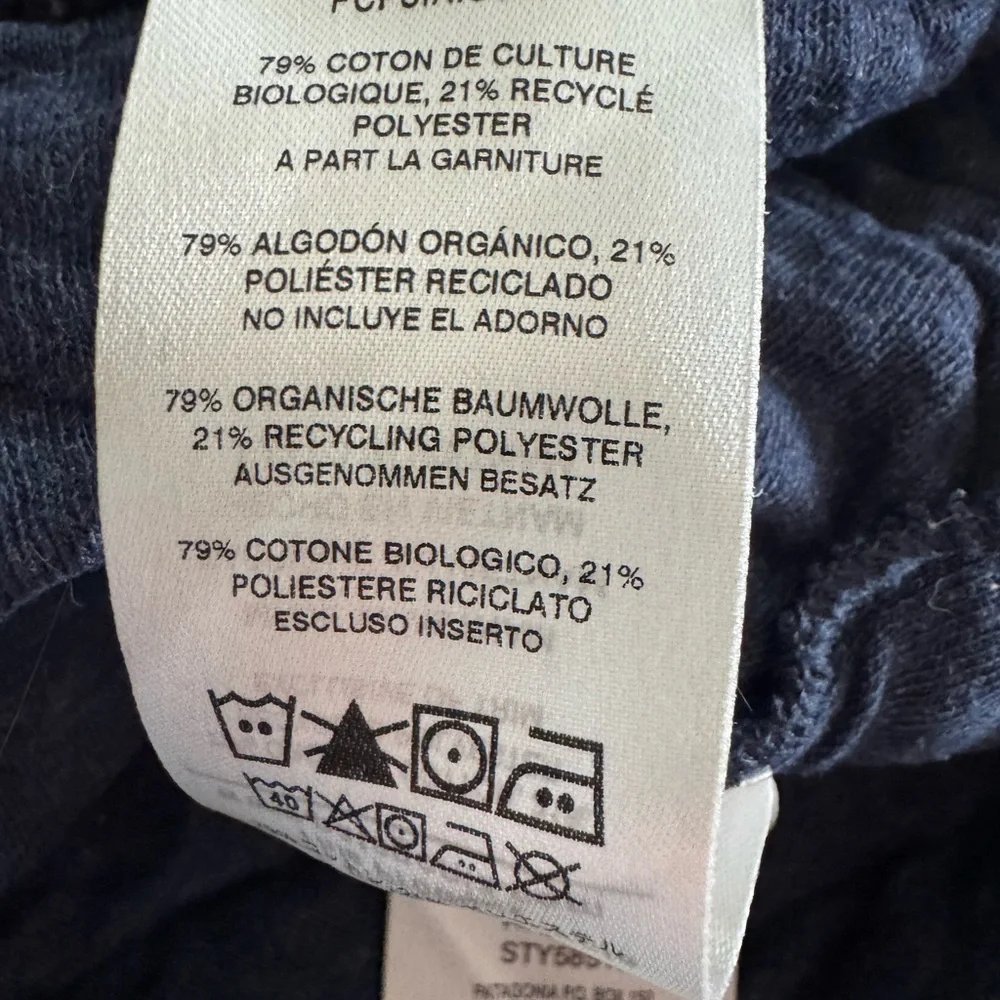 79% COTON DE CULTURE
BIOLOGIQUE, 21% RECYCLÉ
POLYESTER
A PART LA GARNITURE
79% ALGODÓN ORGÁNICO, 21%
POLIÉSTER RECICLADO
NO INCLUYE EL ADORNO
79% ORGANISCHE BAUMWOLLE,
21% RECYCLING POLYESTER
AUSGENOMMEN BESATZ
79% COTONE BIOLOGICO, 21%
POLIESTERE RICICLATO
ESCLUSO INSERTO
40
PATAGONIA P.O. BOX